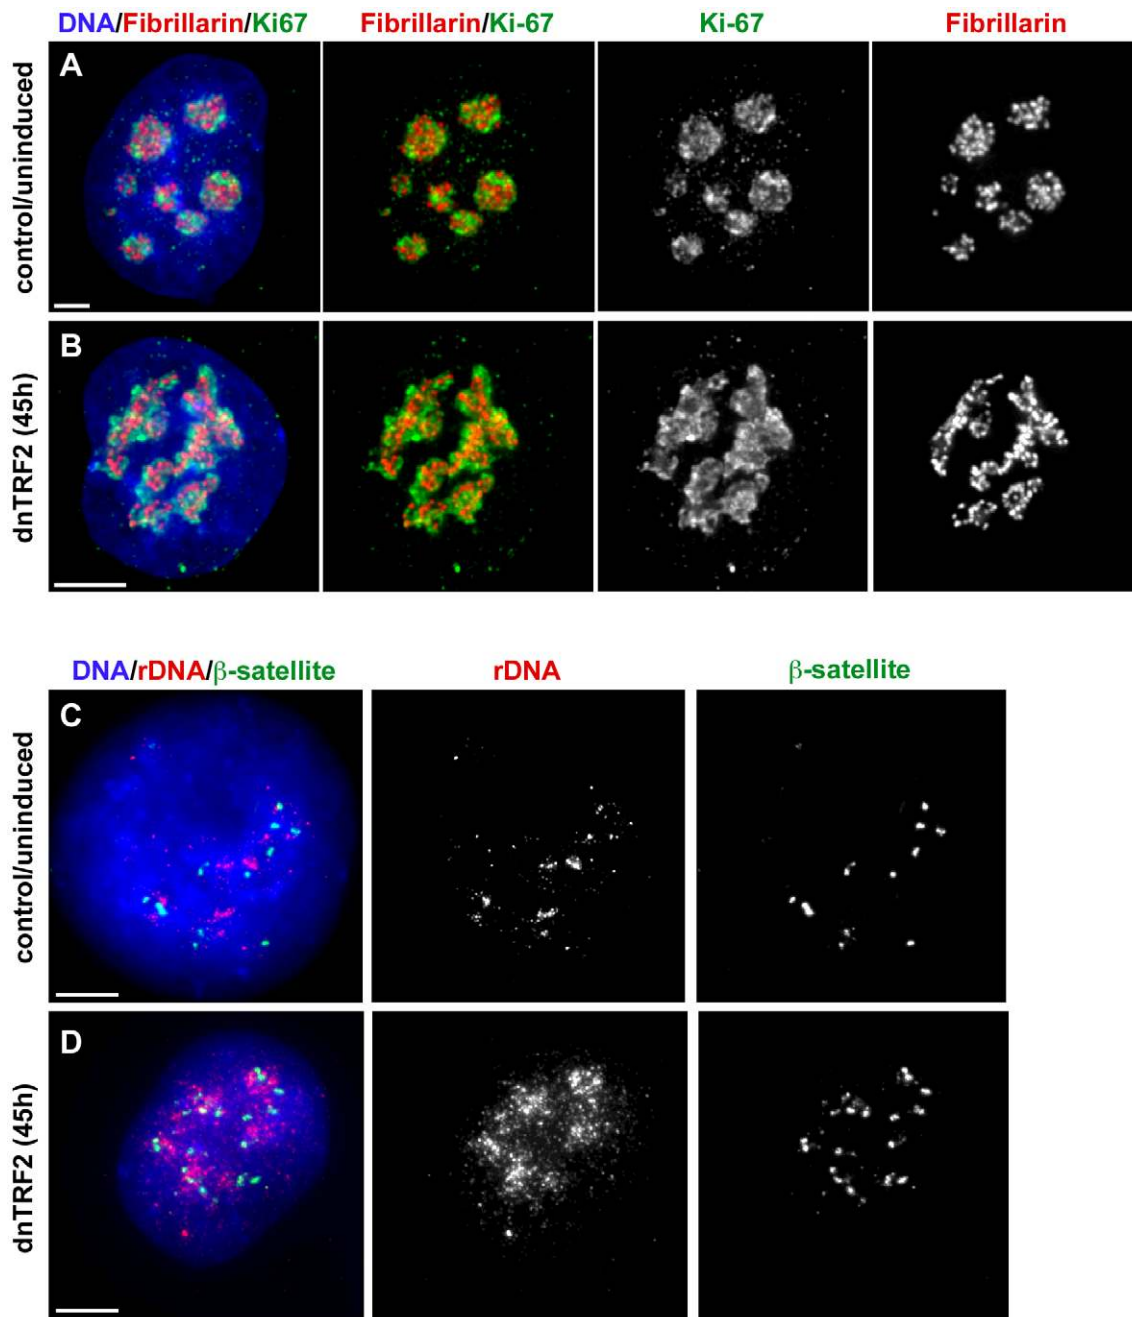 DNA/Fibrillarin/Ki67 Fibrillarin/Ki-67 Ki-67 Fibrillarin
control/uninduced
A
dnTRF2 (45h)
B
DNA/rDNA/β-satellite rDNA β-satellite
control/uninduced
C
dnTRF2 (45h)
D